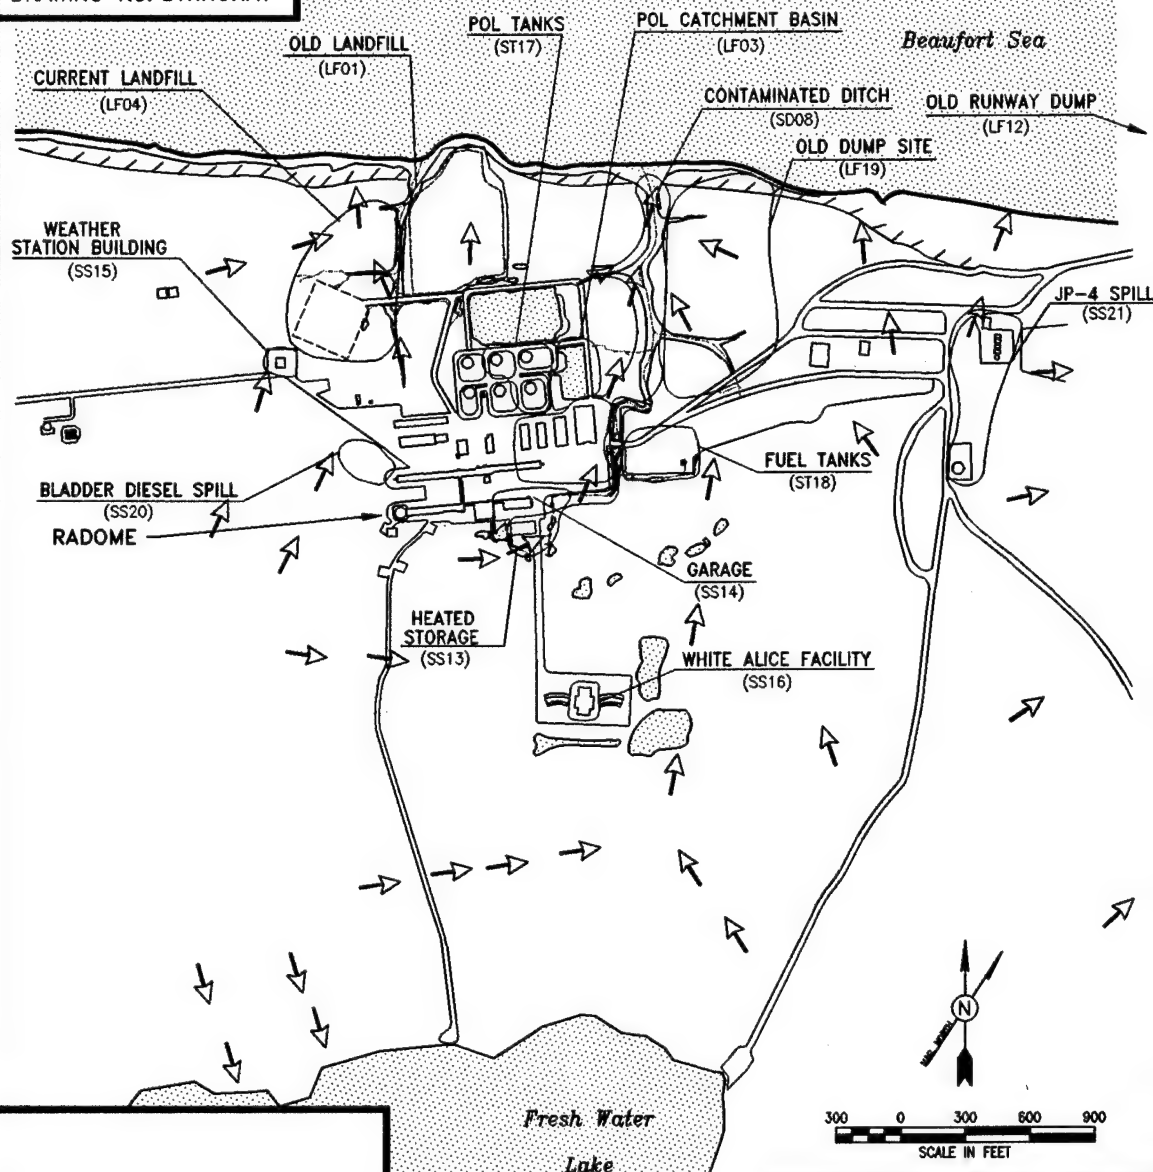 POL TANKS
(ST17)
POL CATCHMENT BASIN
(LF03)
Beaufort Sea
OLD LANDFILL
(LF01)
CURRENT LANDFILL
(LF04)
CONTAMINATED DITCH
(SD08)
OLD RUNWAY DUMP
(LF12)
OLD DUMP SITE
(LF19)
WEATHER
STATION BUILDING
(SS15)
JP-4 SPILL
(SS21)
FUEL TANKS
(ST18)
BLADDER DIESEL SPILL
(SS20)
RADOME
GARAGE
(SS14)
HEATED
STORAGE
(SS13)
WHITE ALICE FACILITY
(SS16)
N
Fresh Water
Lake
300 0 300 600 900
SCALE IN FEET